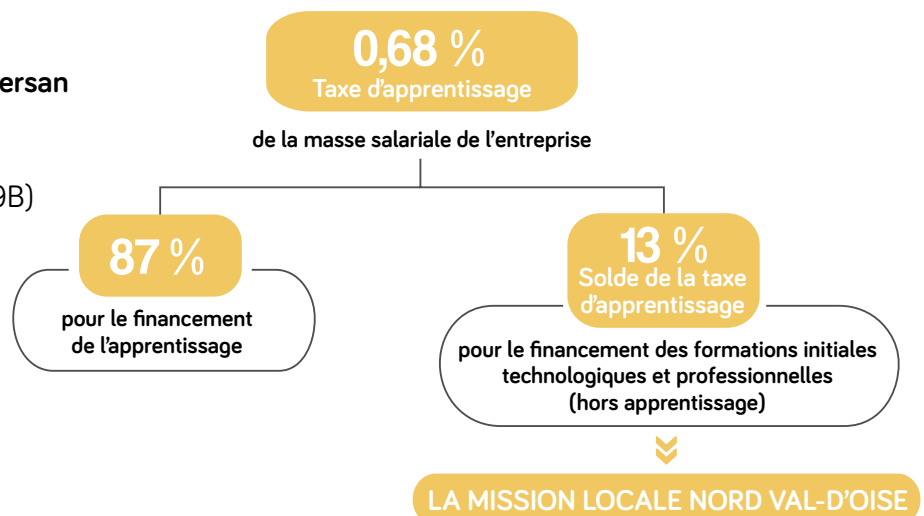 ersan
9B)
0,68 %
Taxe d'apprentissage
de la masse salariale de l'entreprise
87 %
pour le financement
de l'apprentissage
13 %
Solde de la taxe
d'apprentissage
pour le financement des formations initiales
technologiques et professionnelles
(hors apprentissage)
LA MISSION LOCALE NORD VAL-D'OISE